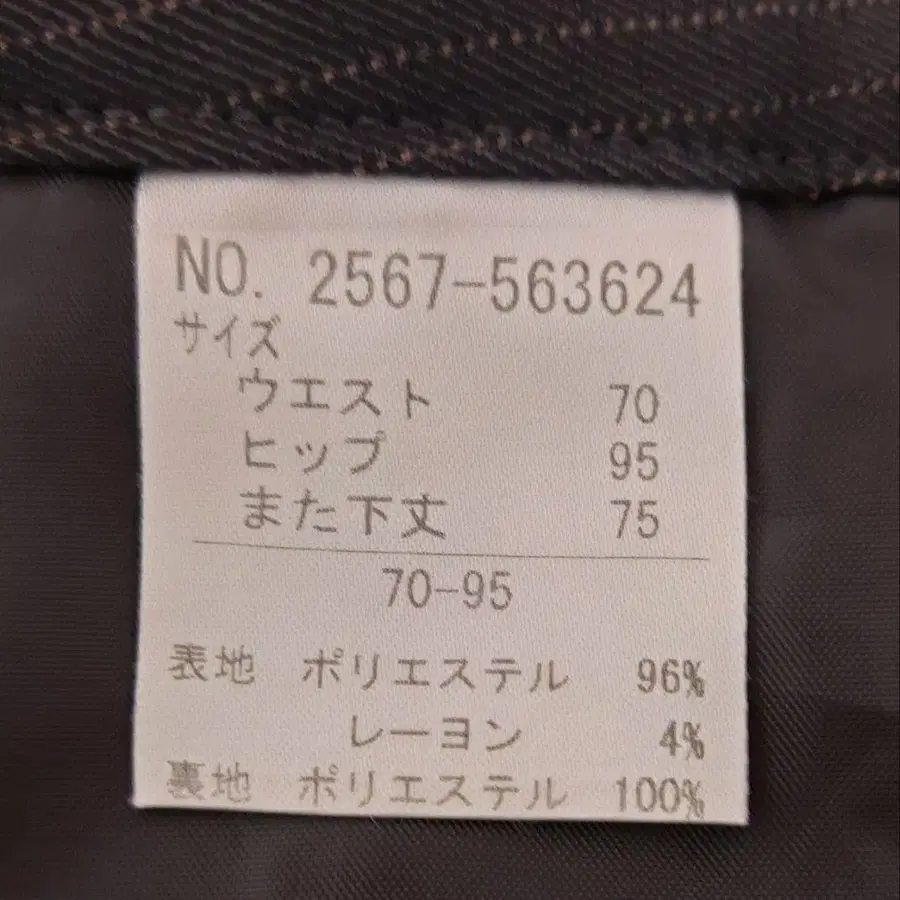 NO. 2567-563624
サイズ
ウエスト 70
ヒップ 95
また下丈 75
70-95
表地 ポリエステル 96%
レーヨン 4%
裏地 ポリエステル 100%